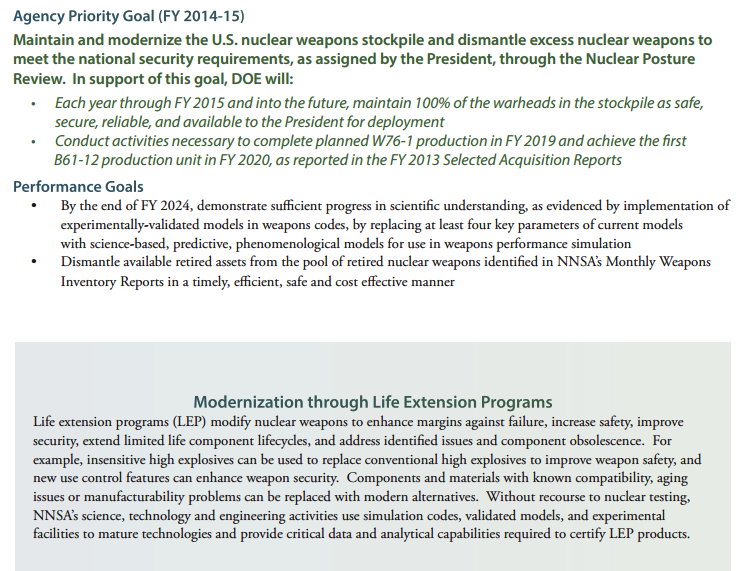 Agency Priority Goal (FY 2014-15)
Maintain and modernize the U.S. nuclear weapons stockpile and dismantle excess nuclear weapons to
meet the national security requirements, as assigned by the President, through the Nuclear Posture
Review.  In support of this goal, DOE will:
• Each year through FY 2015 and into the future, maintain 100% of the warheads in the stockpile as safe,
secure, reliable, and available to the President for deployment
• Conduct activities necessary to complete planned W76-1 production in FY 2019 and achieve the first
B61-12 production unit in FY 2020, as reported in the FY 2013 Selected Acquisition Reports
Performance Goals
• By the end of FY 2024, demonstrate sufficient progress in scientific understanding, as evidenced by implementation of
experimentally-validated models in weapons codes, by replacing at least four key parameters of current models
with science-based, predictive, phenomenological models for use in weapons performance simulation
• Dismantle available retired assets from the pool of retired nuclear weapons identified in NNSA's Monthly Weapons
Inventory Reports in a timely, efficient, safe and cost effective manner
Modernization through Life Extension Programs
Life extension programs (LEP) modify nuclear weapons to enhance margins against failure, increase safety, improve
security, extend limited life component lifecycles, and address identified issues and component obsolescence.  For
example, insensitive high explosives can be used to replace conventional high explosives to improve weapon safety, and
new use control features can enhance weapon security.  Components and materials with known compatibility, aging
issues or manufacturability problems can be replaced with modern alternatives.  Without recourse to nuclear testing,
NNSA's science, technology and engineering activities use simulation codes, validated models, and experimental
facilities to mature technologies and provide critical data and analytical capabilities required to certify LEP products.